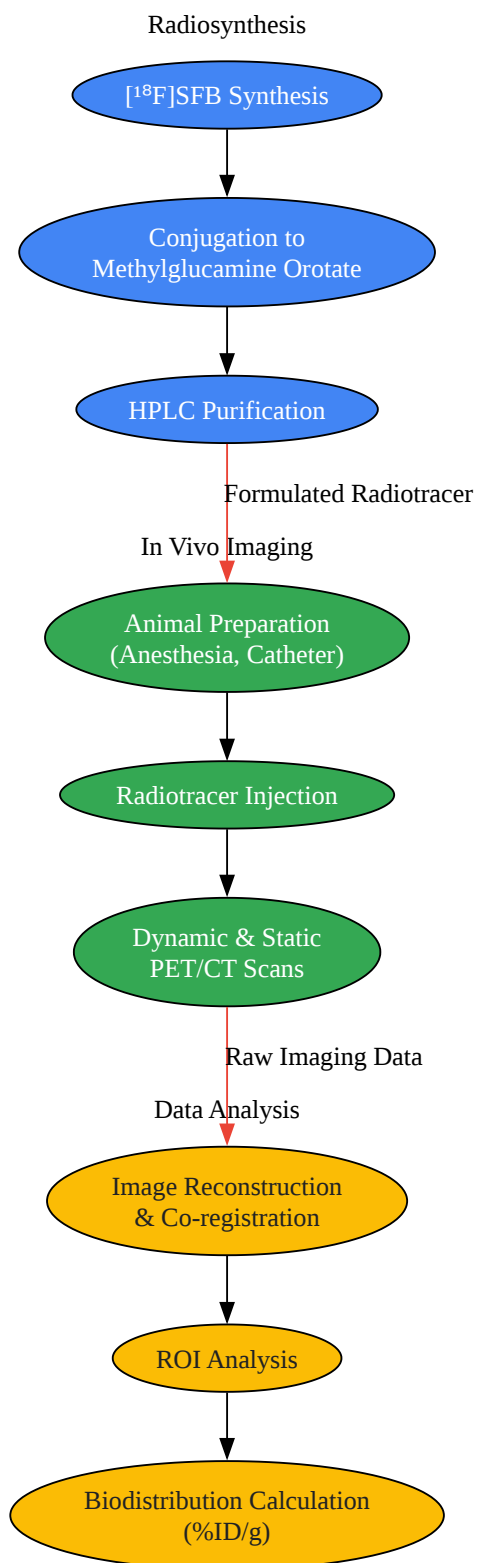 Radiosynthesis
[¹⁸F]SFB Synthesis
Conjugation to
Methylglucamine Orotate
HPLC Purification
Formulated Radiotracer
In Vivo Imaging
Animal Preparation
(Anesthesia, Catheter)
Radiotracer Injection
Dynamic & Static
PET/CT Scans
Raw Imaging Data
Data Analysis
Image Reconstruction
& Co-registration
ROI Analysis
Biodistribution Calculation
(%ID/g)